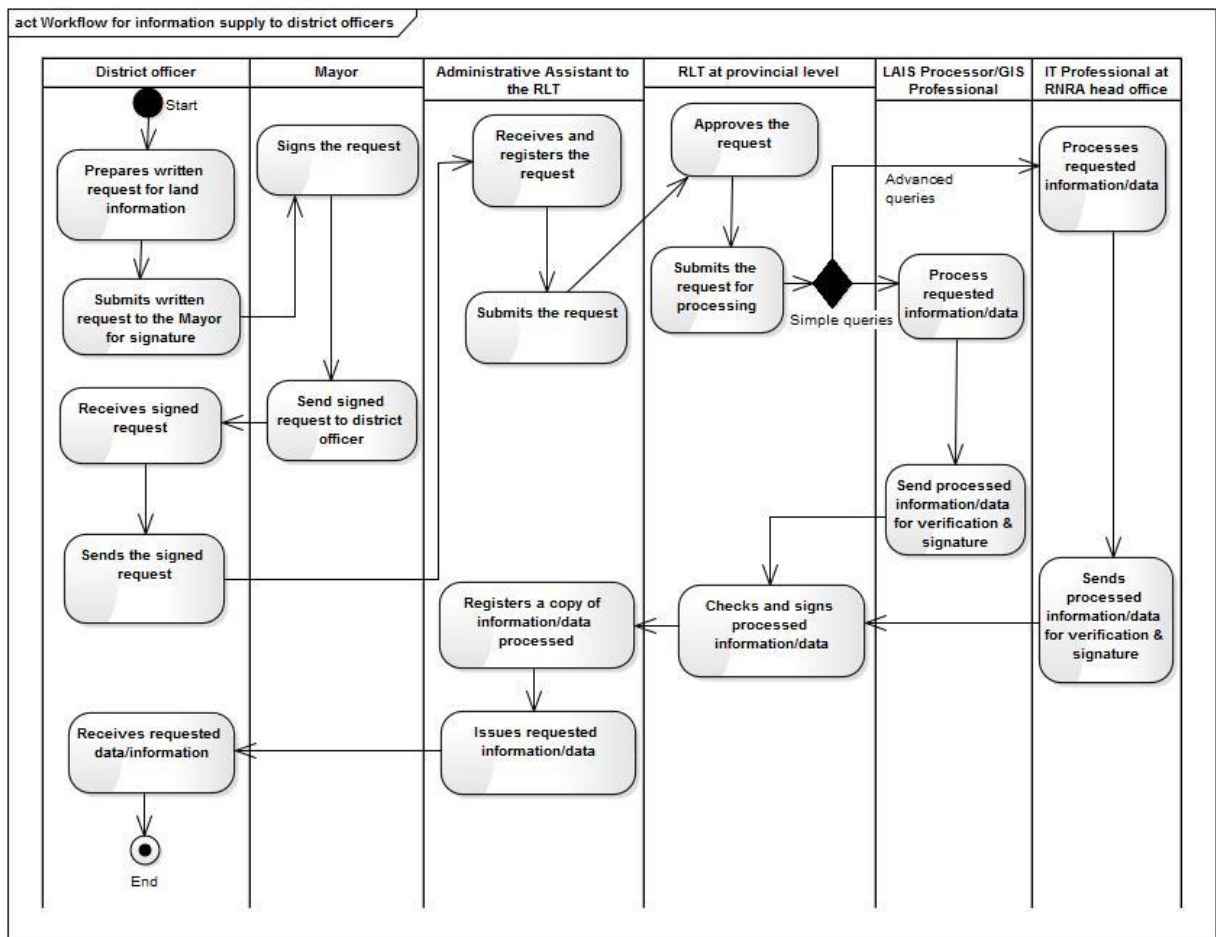 act Workflow for information supply to district officers
District officer
Mayor
Administrative Assistant to
the RLT
RLT at provincial level
LAIS Processor/GIS
Professional
IT Professional at
RNRA head office
Start
Prepares written
request for land
information
Submits written
request to the Mayor
for signature
Signs the request
Send signed
request to district
officer
Receives signed
request
Sends the signed
request
Receives and
registers the
request
Submits the request
Approves the
request
Submits the
request for
processing
Advanced
queries
Simple queries
Process
requested
information/data
Processes
requested
information/data
Send processed
information/data
for verification &
signature
Sends
processed
information/data
for verification &
signature
Checks and signs
processed
information/data
Registers a copy of
information/data
processed
Issues requested
information/data
Receives requested
data/information
End